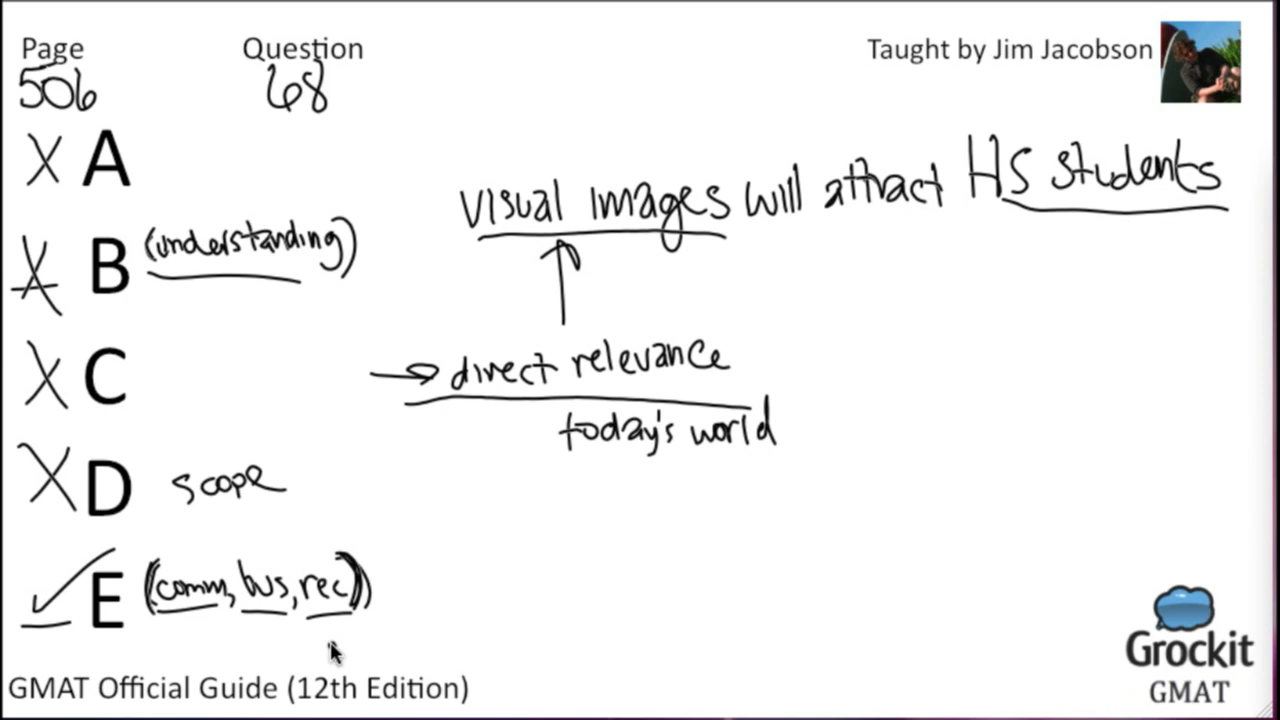 Page Question Taught by Jim Jacobson
506 68
X A
visual images will attract HS students
X B (understanding)
X C
→ direct relevance
today's world
X D scope
✓ E (comm, bus, rec)
GMAT Official Guide (12th Edition)
Grockit
GMAT